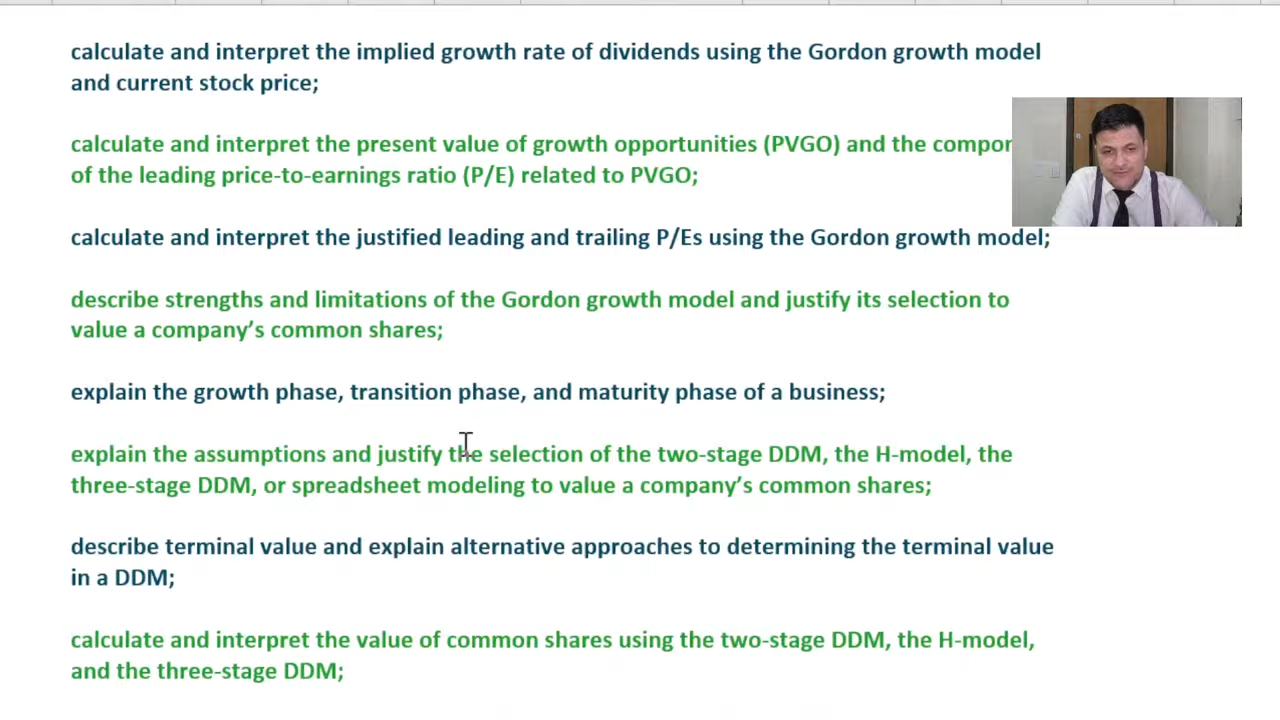 calculate and interpret the implied growth rate of dividends using the Gordon growth model
and current stock price;
calculate and interpret the present value of growth opportunities (PVGO) and the
of the leading price-to-earnings ratio (P/E) related to PVGO;
calculate and interpret the justified leading and trailing P/Es using the Gordon growth model;
describe strengths and limitations of the Gordon growth model and justify its selection to
value a company’s common shares;
explain the growth phase, transition phase, and maturity phase of a business;
explain the assumptions and justify the selection of the two-stage DDM, the H-model, the
three-stage DDM, or spreadsheet modeling to value a company’s common shares;
describe terminal value and explain alternative approaches to determining the terminal value
in a DDM;
calculate and interpret the value of common shares using the two-stage DDM, the H-model,
and the three-stage DDM;